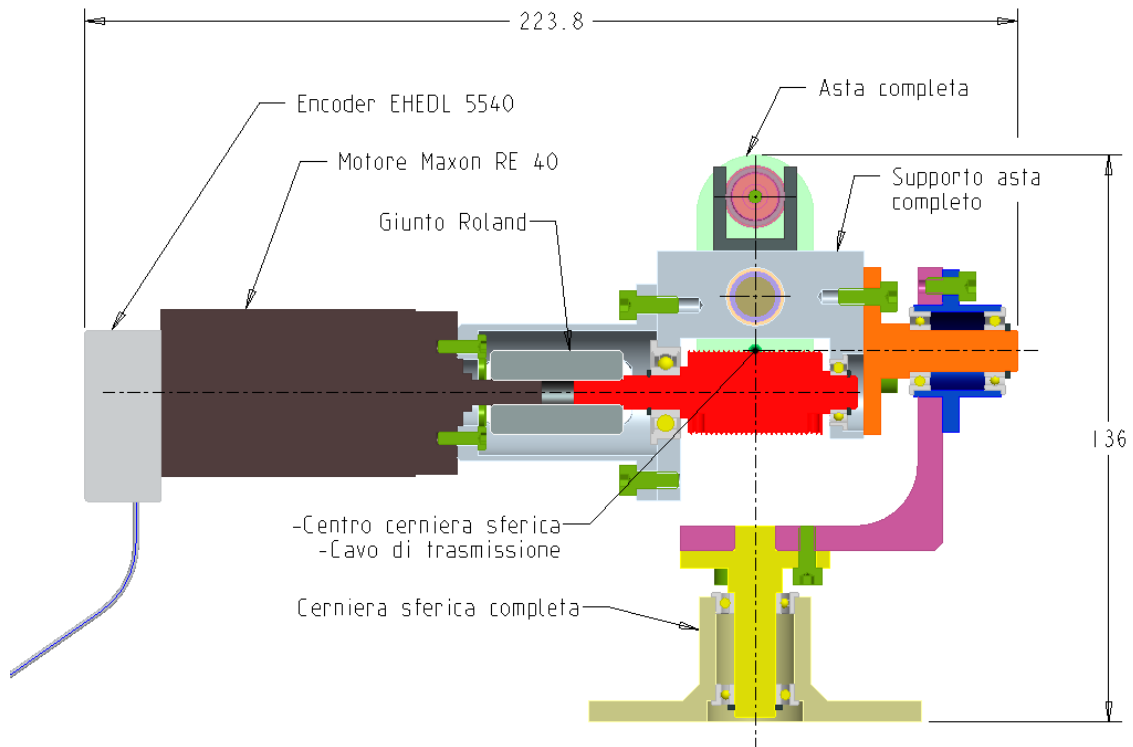 223.8
Encoder EHEDL 5540
Asta completa
Motore Maxon RE 40
Supporto asta
completo
Giunto Roland
136
-Centro cerniera sferica
-Cavo di trasmissione
Cerniera sferica completa